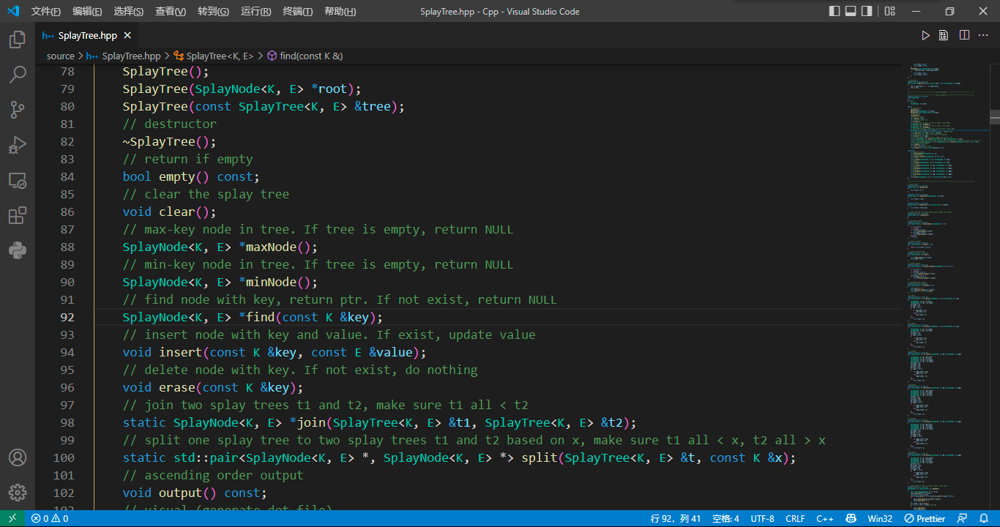 文件(F) 编辑(E) 选择(S) 查看(V) 转到(G) 运行(R) 终端(T) 帮助(H) SplayTree.hpp - Cpp - Visual Studio Code
h++ SplayTree.hpp ×
source > h++ SplayTree.hpp > SplayTree<K, E> > find(const K &)
78 SplayTree();
79 SplayTree(SplayNode<K, E> *root);
80 SplayTree(const SplayTree<K, E> &tree);
81 // destructor
82 ~SplayTree();
83 // return if empty
84 bool empty() const;
85 // clear the splay tree
86 void clear();
87 // max-key node in tree. If tree is empty, return NULL
88 SplayNode<K, E> *maxNode();
89 // min-key node in tree. If tree is empty, return NULL
90 SplayNode<K, E> *minNode();
91 // find node with key, return ptr. If not exist, return NULL
92 SplayNode<K, E> *find(const K &key);
93 // insert node with key and value. If exist, update value
94 void insert(const K &key, const E &value);
95 // delete node with key. If not exist, do nothing
96 void erase(const K &key);
97 // join two splay trees t1 and t2, make sure t1 all < t2
98 static SplayNode<K, E> *join(SplayTree<K, E> &t1, SplayTree<K, E> &t2);
99 // split one splay tree to two splay trees t1 and t2 based on x, make sure t1 all < x, t2 all > x
100 static std::pair<SplayNode<K, E> *, SplayNode<K, E> *> split(SplayTree<K, E> &t, const K &x);
101 // ascending order output
102 void output() const;
103 // visual (generate dot file)
0 0 行 92，列 41 空格: 4 UTF-8 CRLF C++ Win32 Prettier